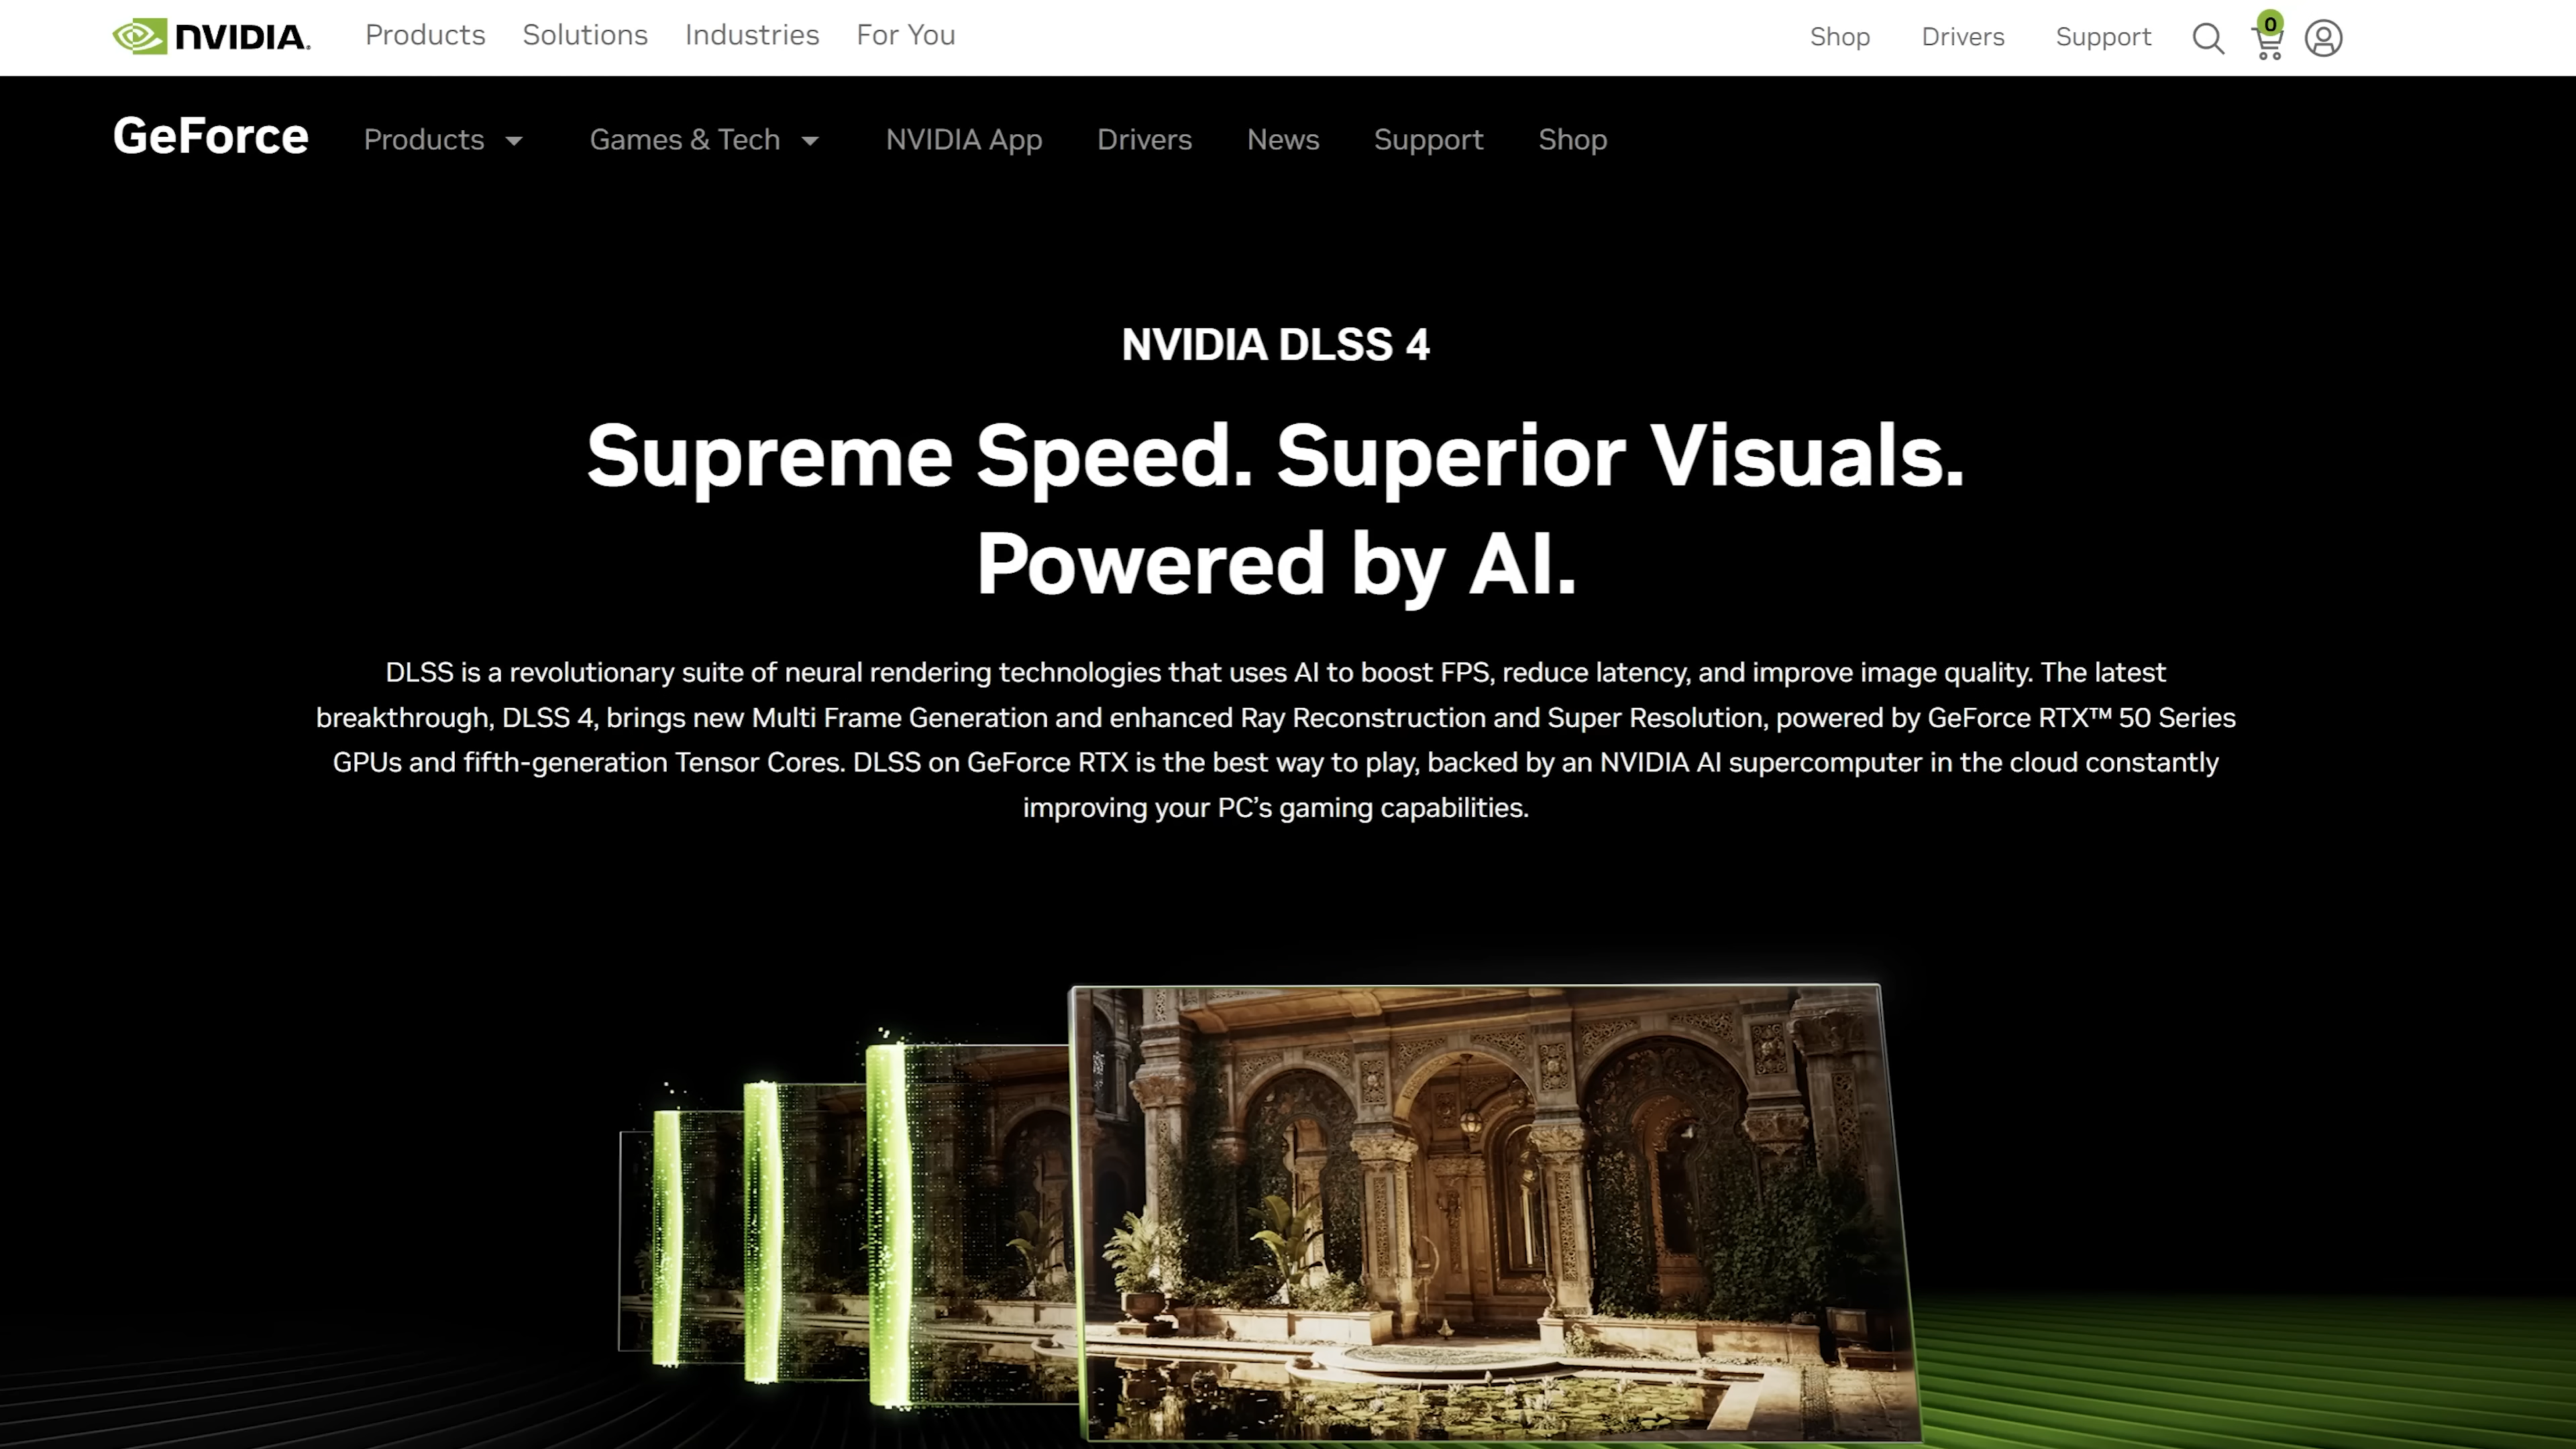 NVIDIA.
Products Solutions Industries For You
Shop Drivers Support
0
GeForce Products Games & Tech NVIDIA App Drivers News Support Shop
NVIDIA DLSS 4
Supreme Speed. Superior Visuals.
Powered by AI.
DLSS is a revolutionary suite of neural rendering technologies that uses AI to boost FPS, reduce latency, and improve image quality. The latest
breakthrough, DLSS 4, brings new Multi Frame Generation and enhanced Ray Reconstruction and Super Resolution, powered by GeForce RTX™ 50 Series
GPUs and fifth-generation Tensor Cores. DLSS on GeForce RTX is the best way to play, backed by an NVIDIA AI supercomputer in the cloud constantly
improving your PC’s gaming capabilities.